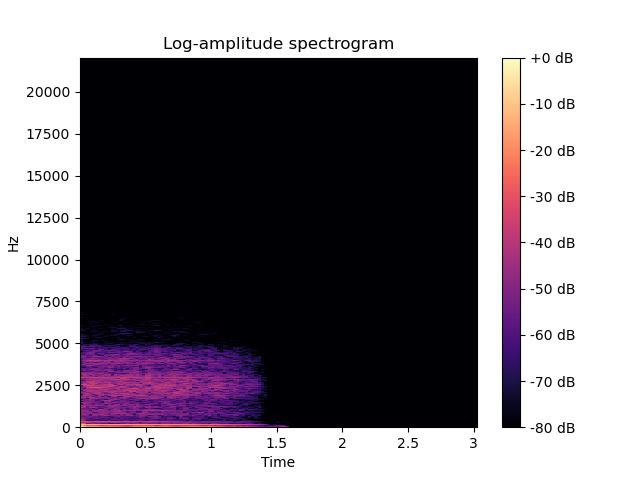 Log-amplitude spectrogram
Hz
20000
17500
15000
12500
10000
7500
5000
2500
0
0 0.5 1 1.5 2 2.5 3
Time
+0 dB
-10 dB
-20 dB
-30 dB
-40 dB
-50 dB
-60 dB
-70 dB
-80 dB